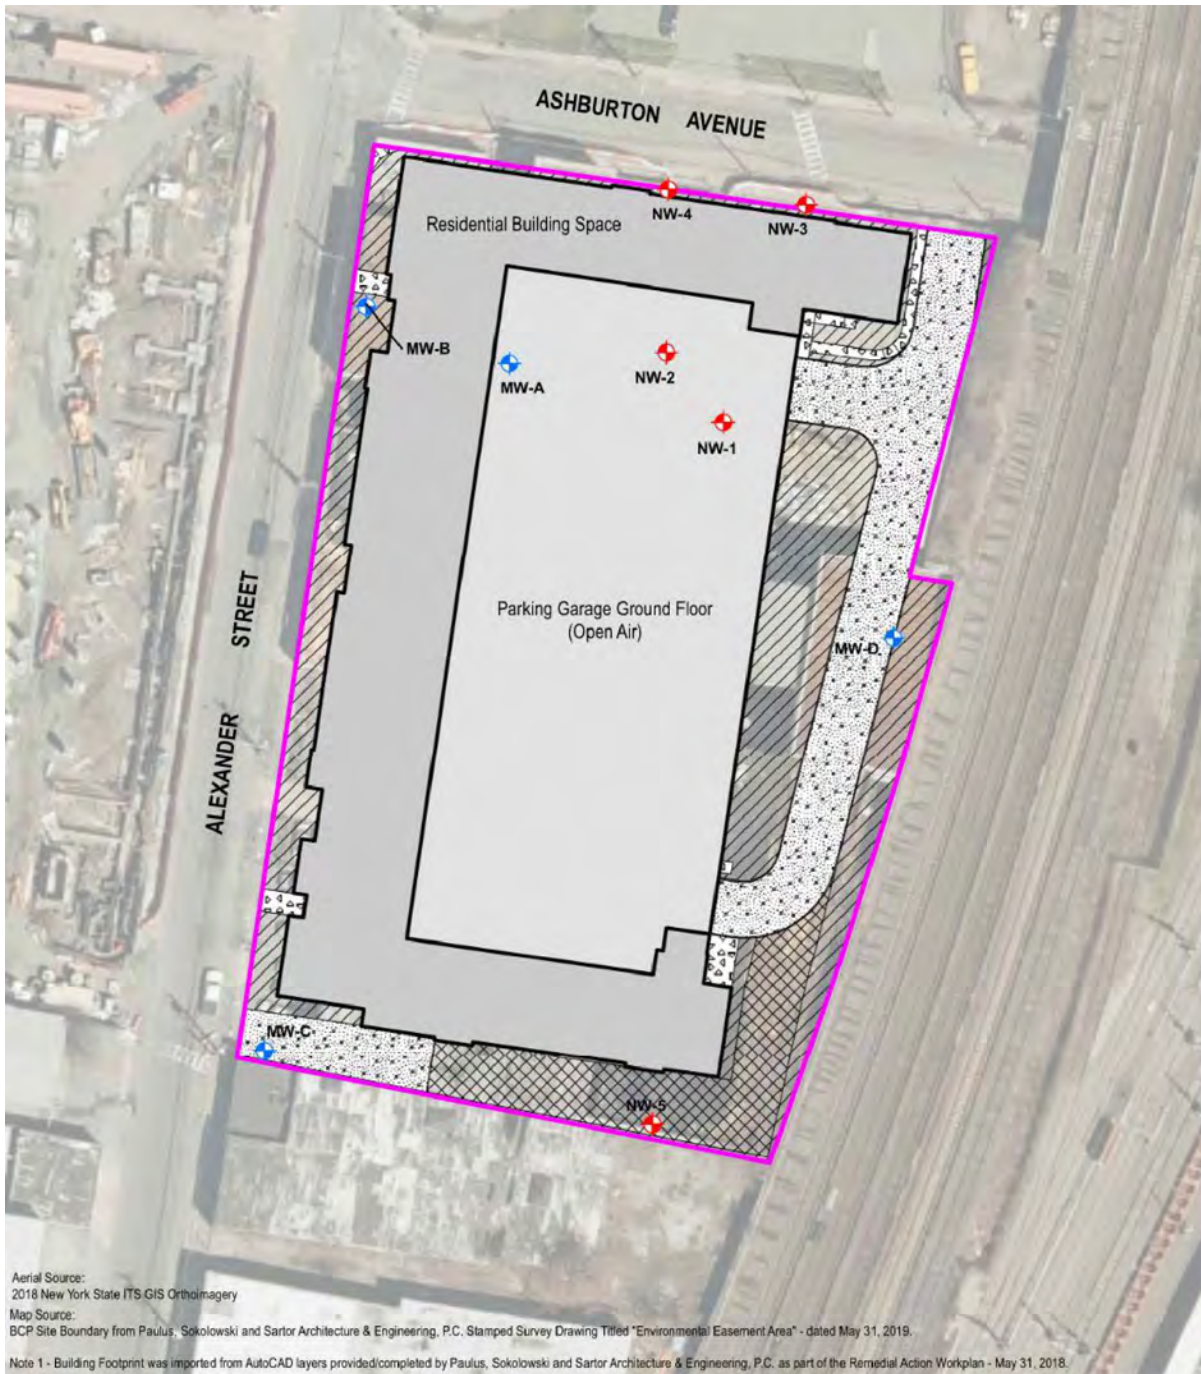 ASHBURTON AVENUE
NW-4
NW-3
Residential Building Space
MW-B
MW-A
NW-2
NW-1
Parking Garage Ground Floor
(Open Air)
MW-D
ALEXANDER STREET
MW-C
NW-5
Aerial Source:
2018 New York State ITS GIS Orthoimagery
Map Source:
BCP Site Boundary from Paulus, Sokolowski and Sartor Architecture & Engineering, P.C. Stamped Survey Drawing Titled "Environmental Easement Area" - dated May 31, 2019.
Note 1 - Building Footprint was imported from AutoCAD layers provided/completed by Paulus, Sokolowski and Sartor Architecture & Engineering, P.C. as part of the Remedial Action Workplan - May 31, 2018.